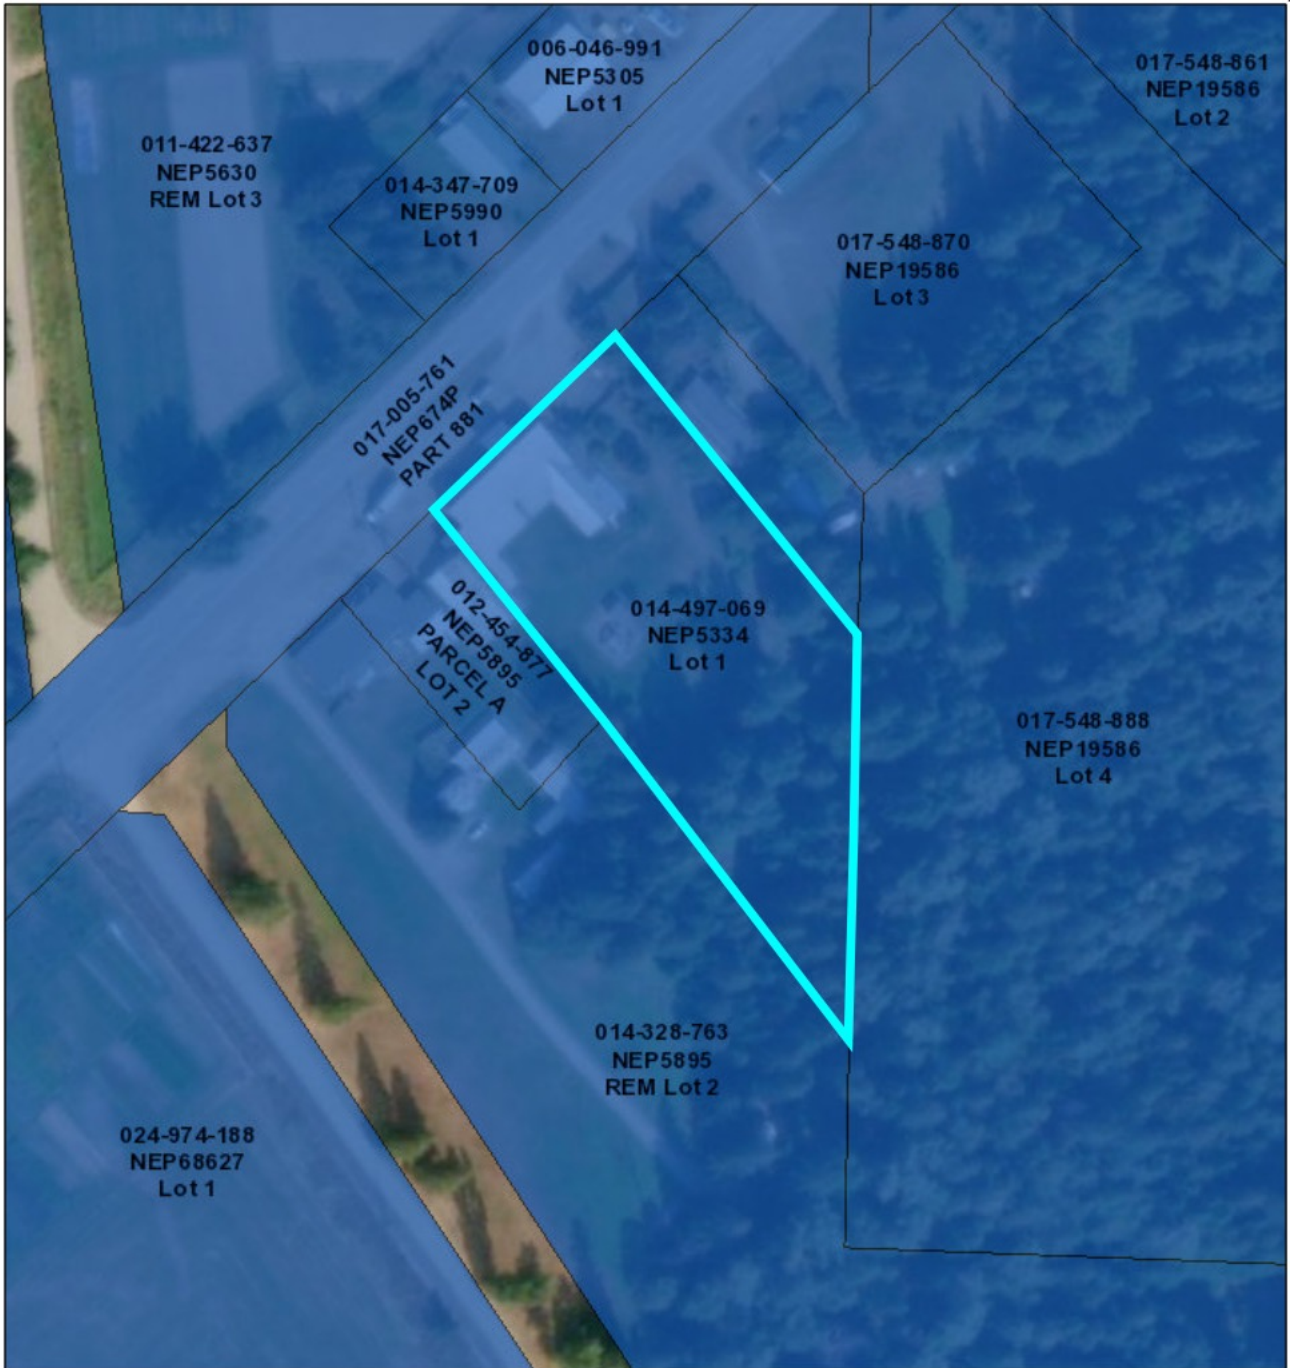 006-046-991
NEP5305
Lot 1
017-548-861
NEP19586
Lot 2
011-422-637
NEP5630
REM Lot 3
014-347-709
NEP5990
Lot 1
017-548-870
NEP19586
Lot 3
017-005-761
NEP674P
PART 881
012-454-877
NEP5895
PARCEL A
LOT 2
014-497-069
NEP5334
Lot 1
017-548-888
NEP19586
Lot 4
014-328-763
NEP5895
REM Lot 2
024-974-188
NEP68627
Lot 1